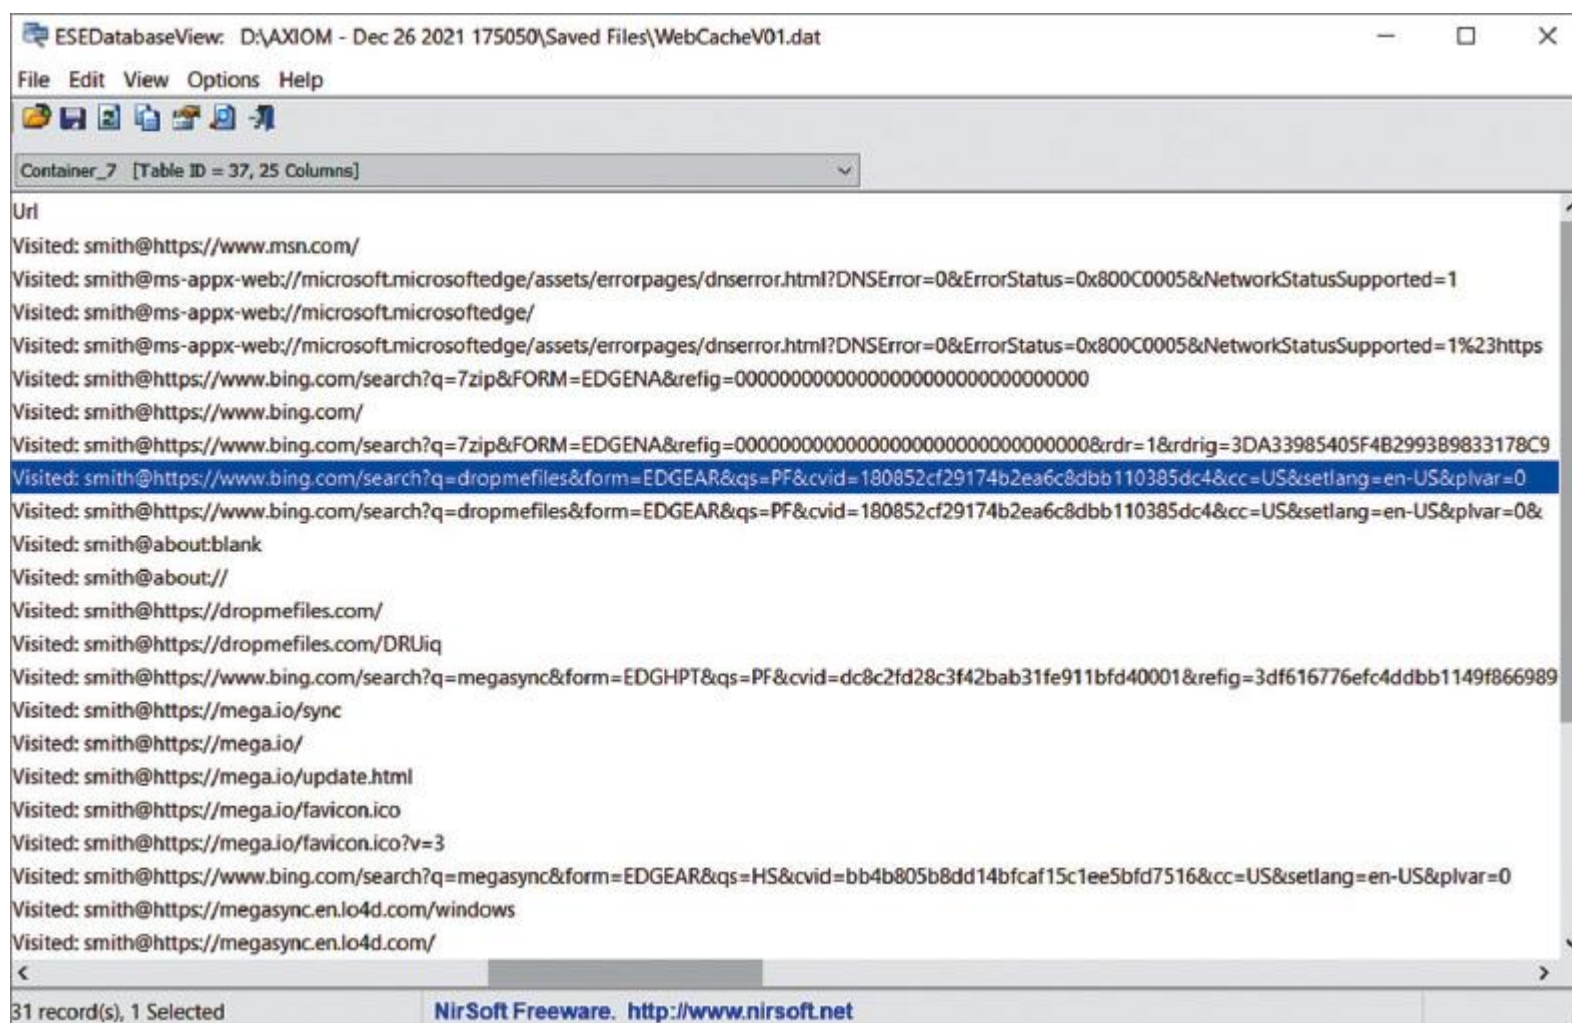 ESEDatabaseView: D:\AXIOM - Dec 26 2021 175050\Saved Files\WebCacheV01.dat
File Edit View Options Help
Container_7 [Table ID = 37, 25 Columns]
Url
Visited: smith@https://www.msn.com/
Visited: smith@ms-appx-web://microsoft.microsoftedge/assets/errorpages/dnserror.html?DNSError=0&ErrorStatus=0x800C0005&NetworkStatusSupported=1
Visited: smith@ms-appx-web://microsoft.microsoftedge/
Visited: smith@ms-appx-web://microsoft.microsoftedge/assets/errorpages/dnserror.html?DNSError=0&ErrorStatus=0x800C0005&NetworkStatusSupported=1%23https
Visited: smith@https://www.bing.com/search?q=7zip&FORM=EDGENA&refig=00000000000000000000000000000000
Visited: smith@https://www.bing.com/
Visited: smith@https://www.bing.com/search?q=7zip&FORM=EDGENA&refig=00000000000000000000000000000000&rdr=1&rdrig=3DA33985405F4B2993B9833178C9
Visited: smith@https://www.bing.com/search?q=dropmefiles&form=EDGEAR&qs=PF&cvid=180852cf29174b2ea6c8dbb110385dc4&cc=US&setlang=en-US&plvar=0
Visited: smith@https://www.bing.com/search?q=dropmefiles&form=EDGEAR&qs=PF&cvid=180852cf29174b2ea6c8dbb110385dc4&cc=US&setlang=en-US&plvar=0&
Visited: smith@about:blank
Visited: smith@about://
Visited: smith@https://dropmefiles.com/
Visited: smith@https://dropmefiles.com/DRUiq
Visited: smith@https://www.bing.com/search?q=megasync&form=EDGHPT&qs=PF&cvid=dc8c2fd28c3f42bab31fe911bfd40001&refig=3df616776efc4ddbb1149f866989
Visited: smith@https://mega.io/sync
Visited: smith@https://mega.io/
Visited: smith@https://mega.io/update.html
Visited: smith@https://mega.io/favicon.ico
Visited: smith@https://mega.io/favicon.ico?v=3
Visited: smith@https://www.bing.com/search?q=megasync&form=EDGEAR&qs=HS&cvid=bb4b805b8dd14bfcaf15c1ee5bfd7516&cc=US&setlang=en-US&plvar=0
Visited: smith@https://megasync.en.lo4d.com/windows
Visited: smith@https://megasync.en.lo4d.com/
31 record(s), 1 Selected
NirSoft Freeware. http://www.nirsoft.net